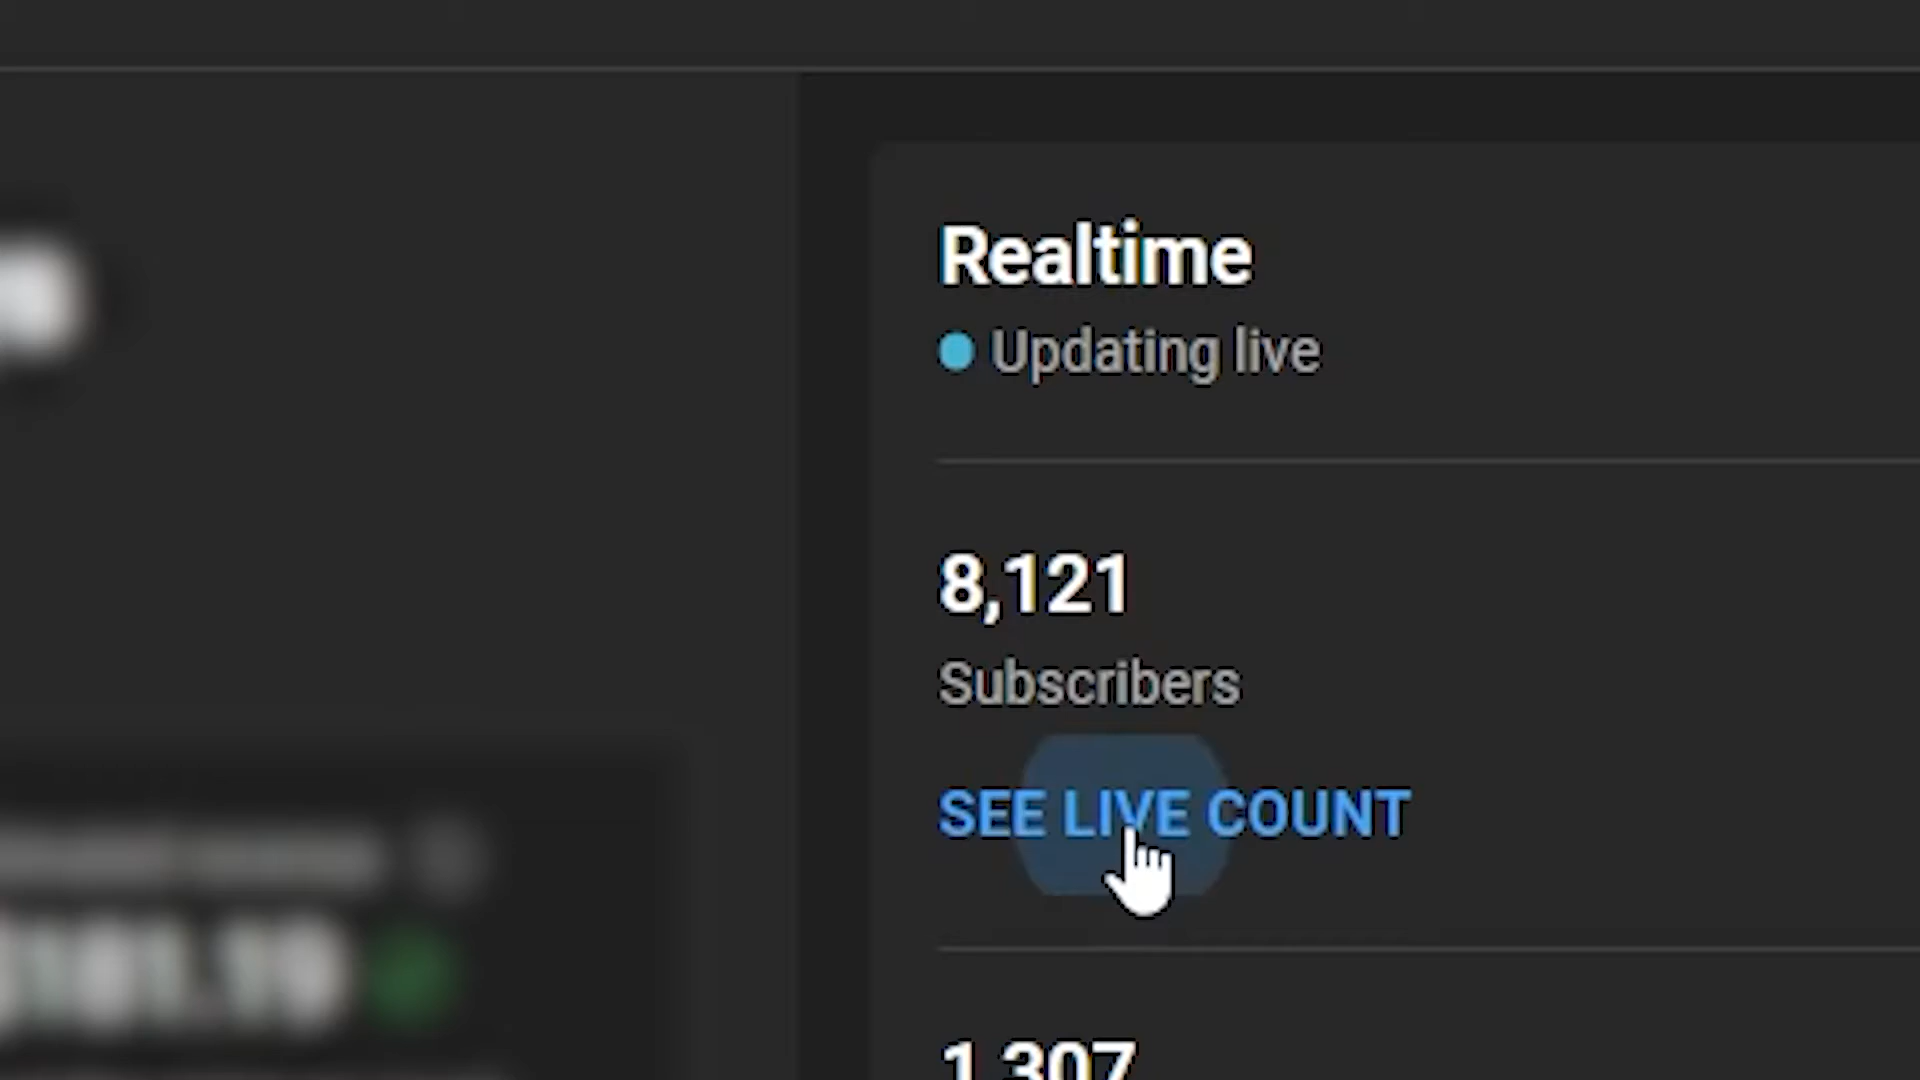 Realtime
Updating live
8,121
Subscribers
SEE LIVE COUNT
1,307